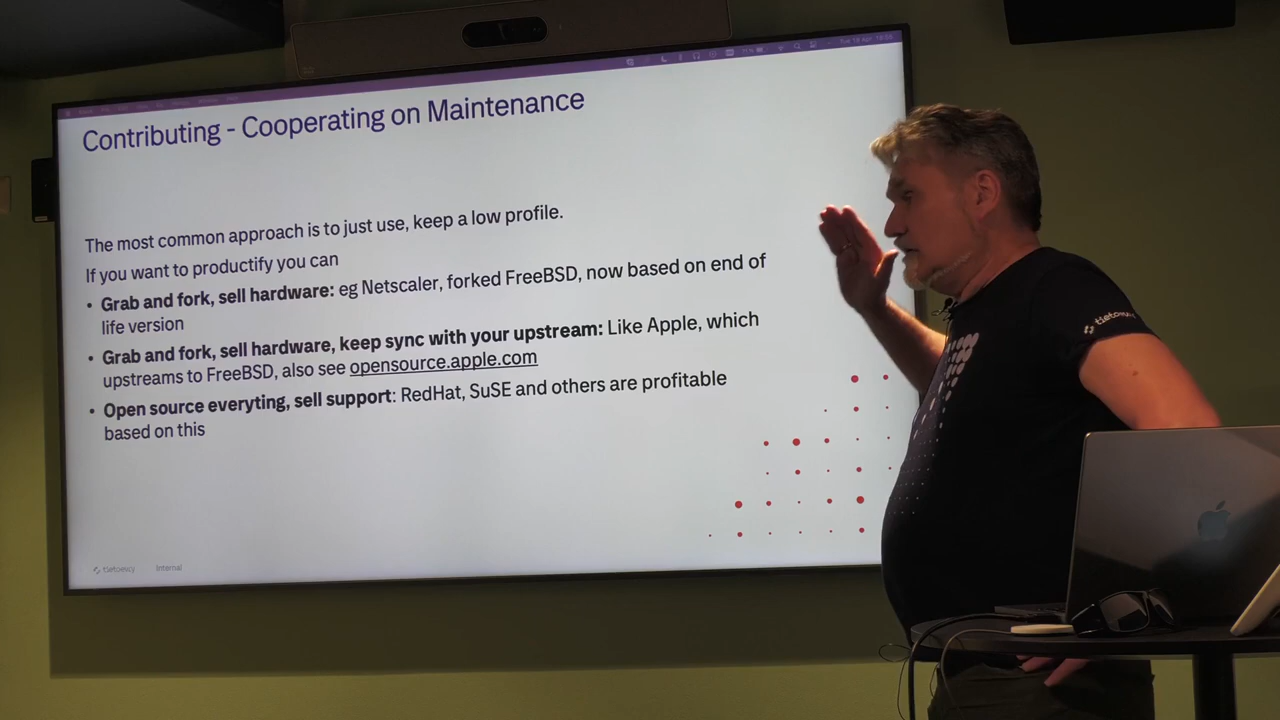 Contributing - Cooperating on Maintenance
The most common approach is to just use, keep a low profile.
If you want to productify you can
• Grab and fork, sell hardware: eg Netscaler, forked FreeBSD, now based on end of
life version
• Grab and fork, sell hardware, keep sync with your upstream: Like Apple, which
upstreams to FreeBSD, also see opensource.apple.com
• Open source everyting, sell support: RedHat, SuSE and others are profitable
based on this
tietoevry
Internal